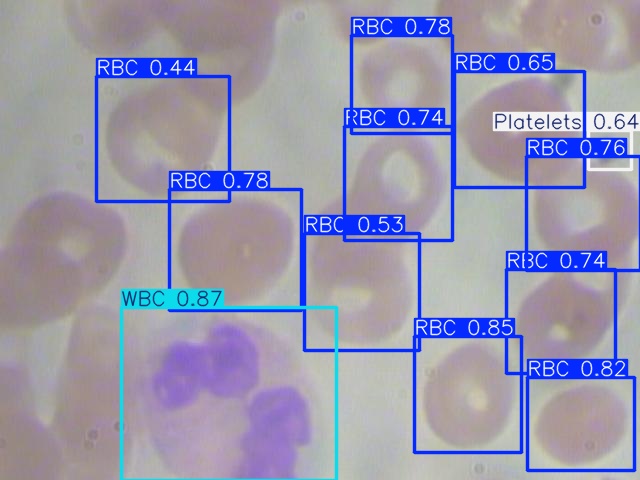 RBC 0.78
RBC 0.44
RBC 0.65
RBC 0.74
Platelets 0.64
RBC 0.76
RBC 0.78
RBC 0.53
RBC 0.74
WBC 0.87
RBC 0.85
RBC 0.82